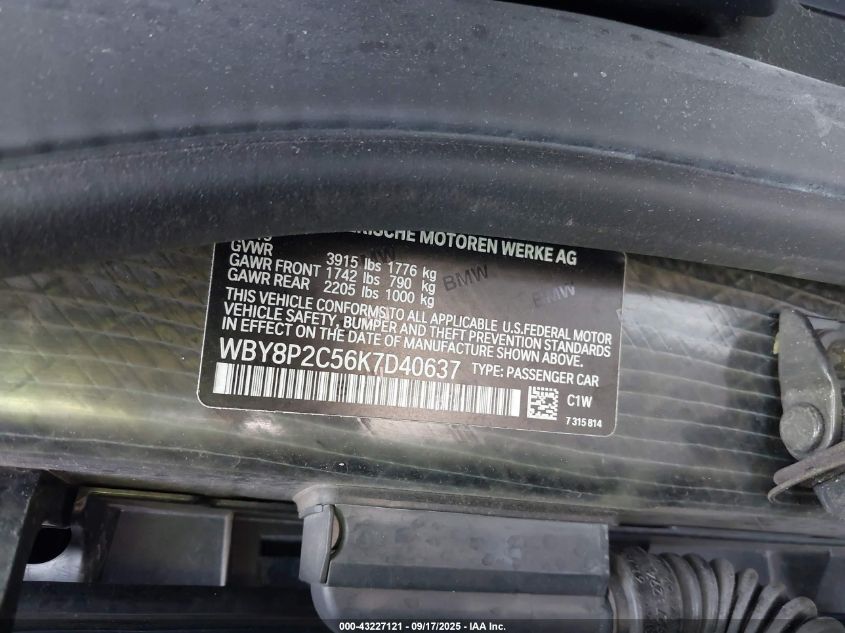 MOTOREN WERKE AG
GVWR 3915 lbs 1776 kg
GAWR FRONT 1742 lbs 790 kg
GAWR REAR 2205 lbs 1000 kg
BMW
BMW
THIS VEHICLE CONFORMS TO ALL APPLICABLE U.S.FEDERAL MOTOR
VEHICLE SAFETY, BUMPER AND THEFT PREVENTION STANDARDS
IN EFFECT ON THE DATE OF MANUFACTURE SHOWN ABOVE.
WBY8P2C56K7D40637 TYPE: PASSENGER CAR
C1W
7 315 814
000-43227121 - 09/17/2025 - IAA Inc.